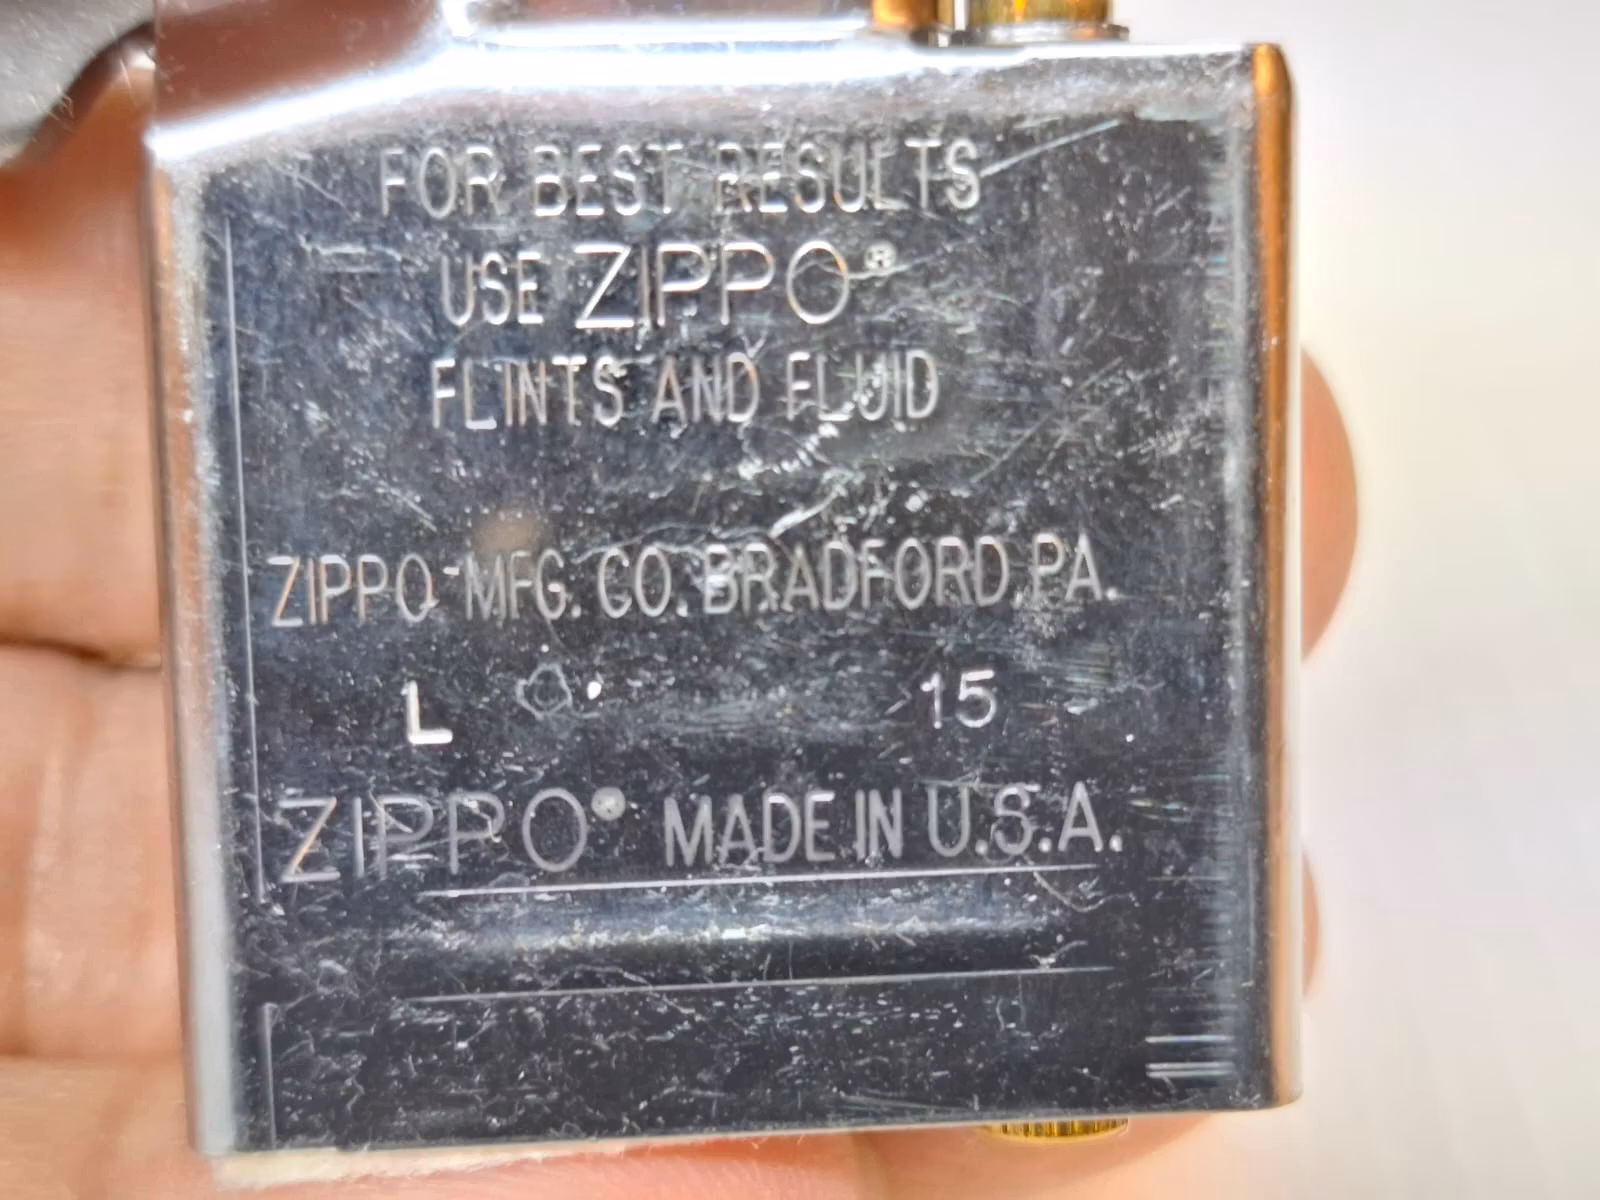 FOR BEST RESULTS
USE ZIPPO®
FLINTS AND FLUID
ZIPPO MFG. CO. BRADFORD, PA.
L 15
ZIPPO® MADE IN U.S.A.